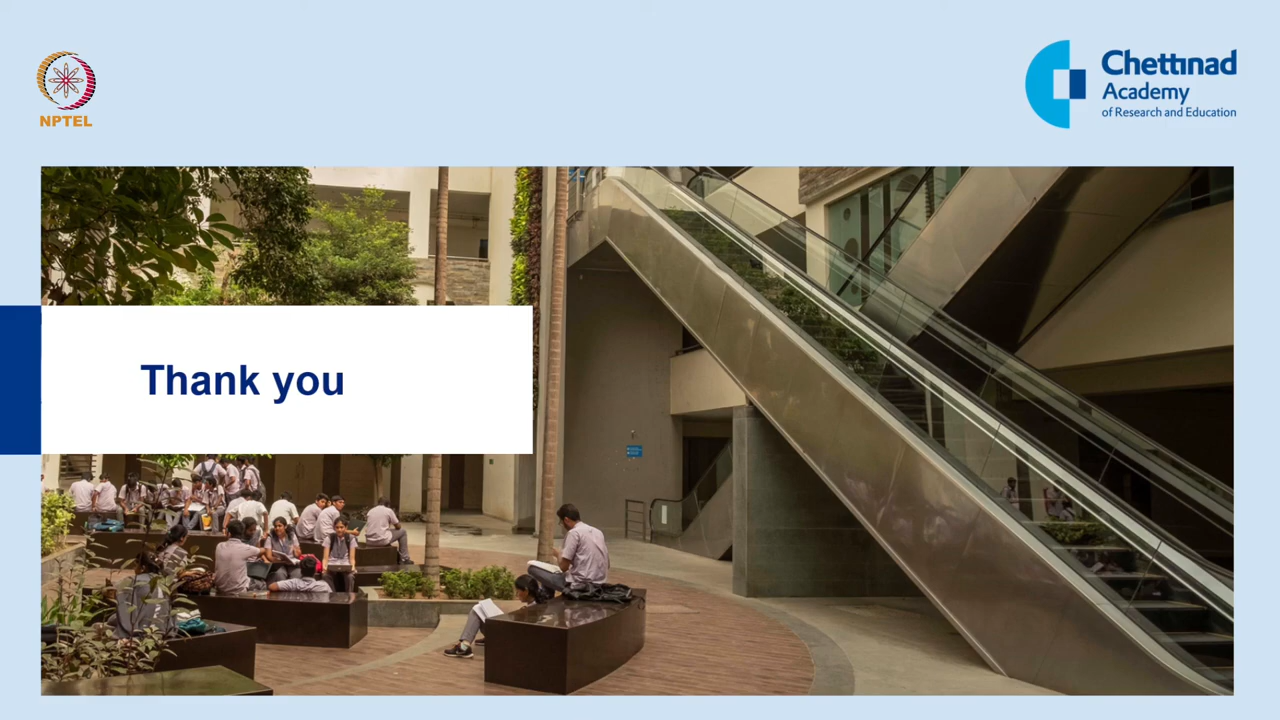 NPTEL
Chettinad
Academy
of Research and Education
Thank you